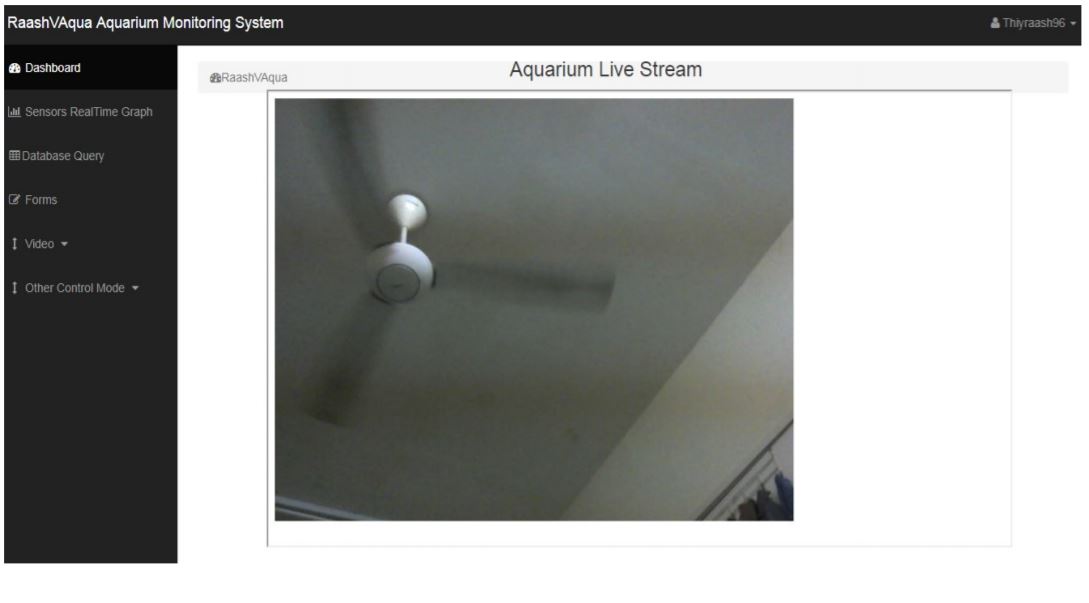 RaashVAqua Aquarium Monitoring System
Thiyraash96
Dashboard
RaashVAqua
Aquarium Live Stream
Sensors RealTime Graph
Database Query
Forms
Video
Other Control Mode